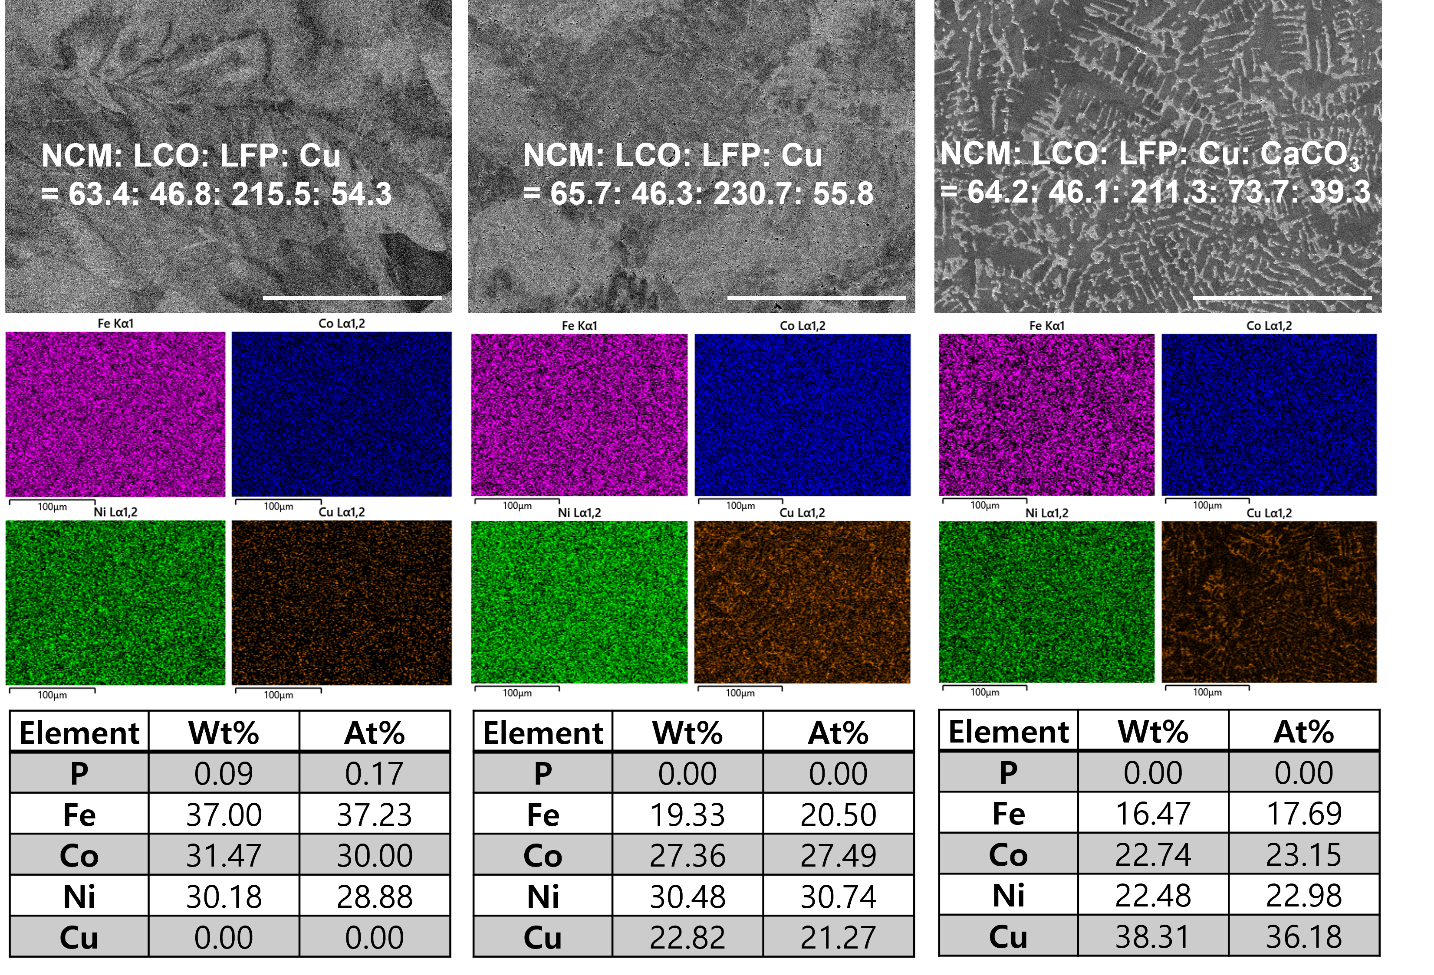 NCM: LCO: LFP: Cu
= 63.4: 46.8: 215.5: 54.3
NCM: LCO: LFP: Cu
= 65.7: 46.3: 230.7: 55.8
NCM: LCO: LFP: Cu: CaCO₃
= 64.2: 46.1: 211.3: 73.7: 39.3
Fe Kα1
Co Lα1,2
Fe Kα1
Co Lα1,2
Fe Kα1
Co Lα1,2
100μm
100μm
100μm
100μm
100μm
100μm
Ni Lα1,2
Cu Lα1,2
Ni Lα1,2
Cu Lα1,2
Ni Lα1,2
Cu Lα1,2
100μm
100μm
100μm
100μm
100μm
100μm
Element Wt% At%
P 0.09 0.17
Fe 37.00 37.23
Co 31.47 30.00
Ni 30.18 28.88
Cu 0.00 0.00
Element Wt% At%
P 0.00 0.00
Fe 19.33 20.50
Co 27.36 27.49
Ni 30.48 30.74
Cu 22.82 21.27
Element Wt% At%
P 0.00 0.00
Fe 16.47 17.69
Co 22.74 23.15
Ni 22.48 22.98
Cu 38.31 36.18